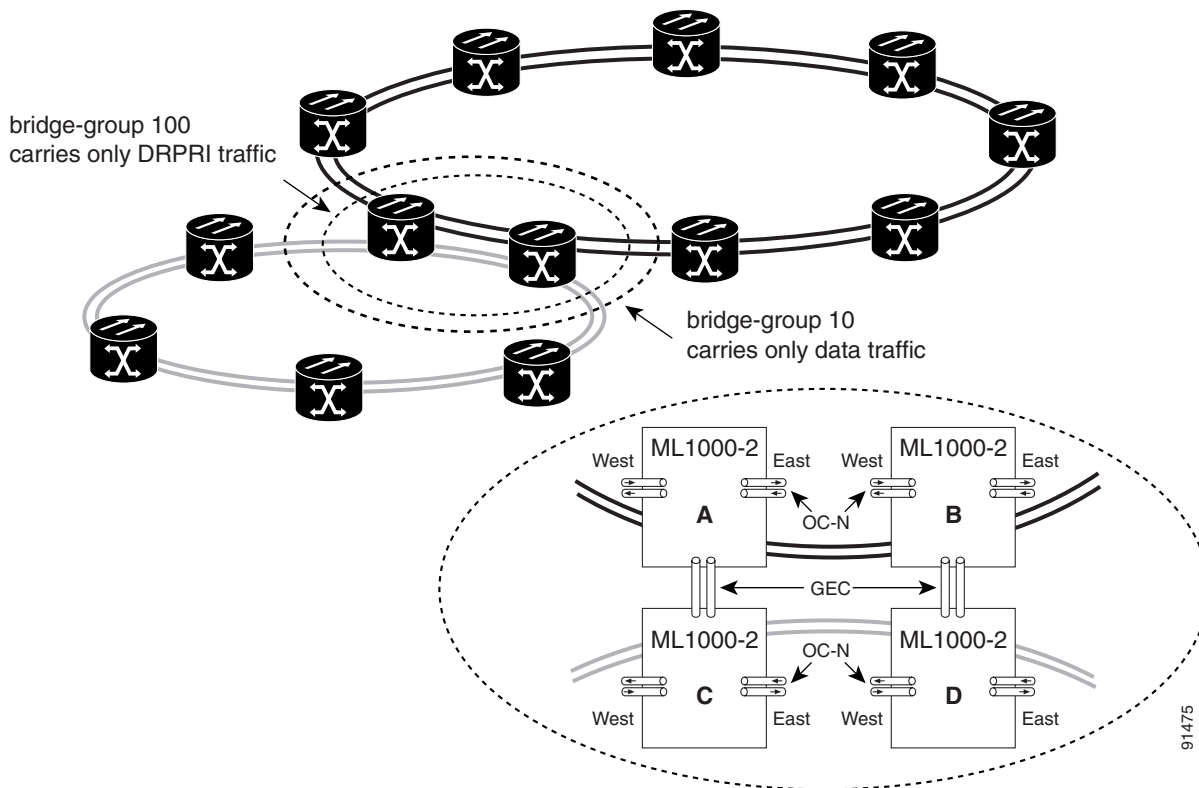 bridge-group 100
carries only DRPRI traffic
bridge-group 10
carries only data traffic
ML1000-2
ML1000-2
West
East
West
East
A
OC-N
B
GEC
ML1000-2
ML1000-2
OC-N
C
D
West
East
West
East
91475